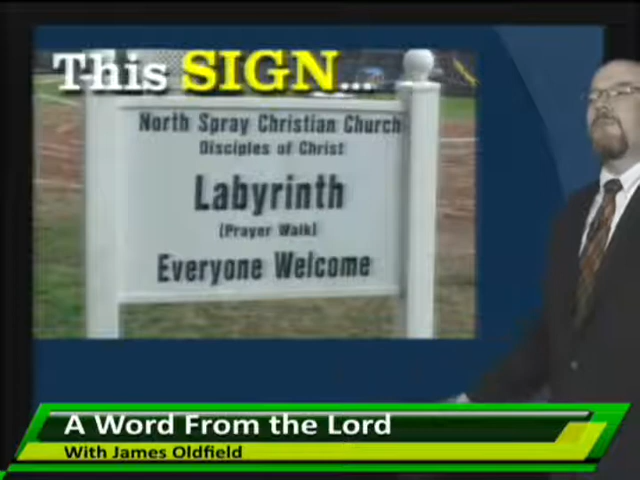 This SIGN...
North Spray Christian Church
Disciples of Christ
Labyrinth
(Prayer Walk)
Everyone Welcome
A Word From the Lord
With James Oldfield